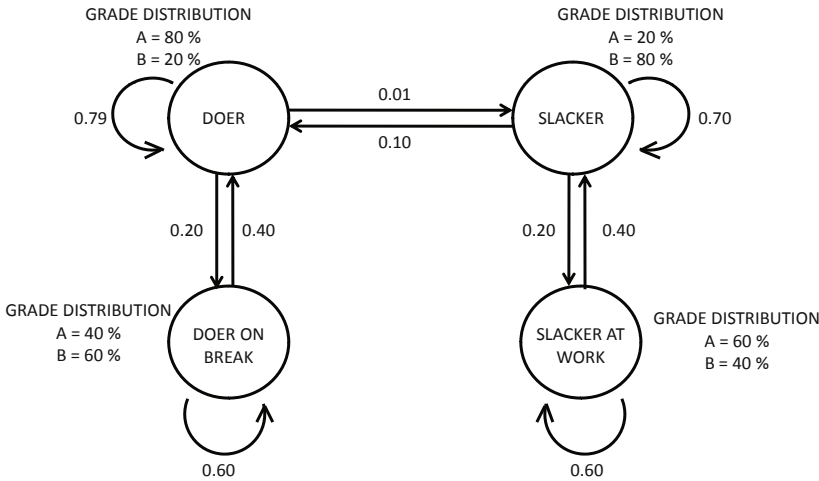 GRADE DISTRIBUTION
A = 80 %
B = 20 %
GRADE DISTRIBUTION
A = 20 %
B = 80 %
0.79
DOER
0.01
0.10
SLACKER
0.70
0.20
0.40
0.20
0.40
GRADE DISTRIBUTION
A = 40 %
B = 60 %
DOER ON
BREAK
SLACKER AT
WORK
GRADE DISTRIBUTION
A = 60 %
B = 40 %
0.60
0.60